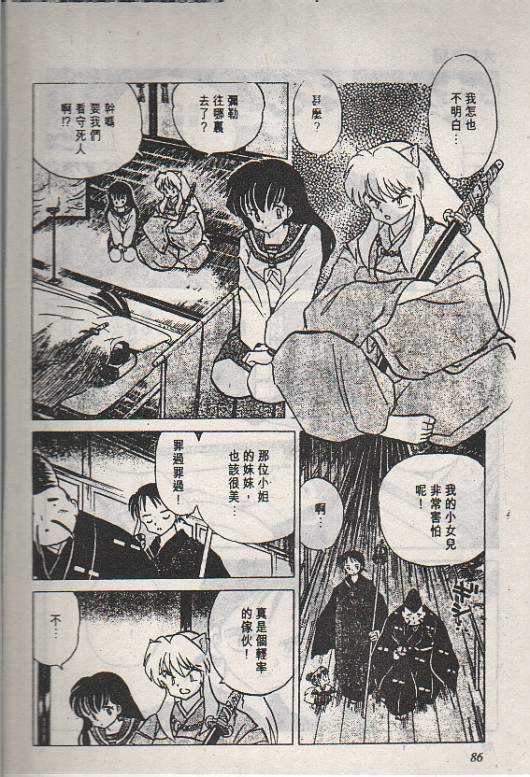 我怎也
不明白…
甚麼？
彌勒
往哪裏
去了？
幹嗎
要我們
看守死人
啊!?
我的小女兒
非常害怕
呢！
啊…
那位小姐
的妹妹，
也該很美…
罪過罪過！
真是個輕率
的傢伙！
不…
86